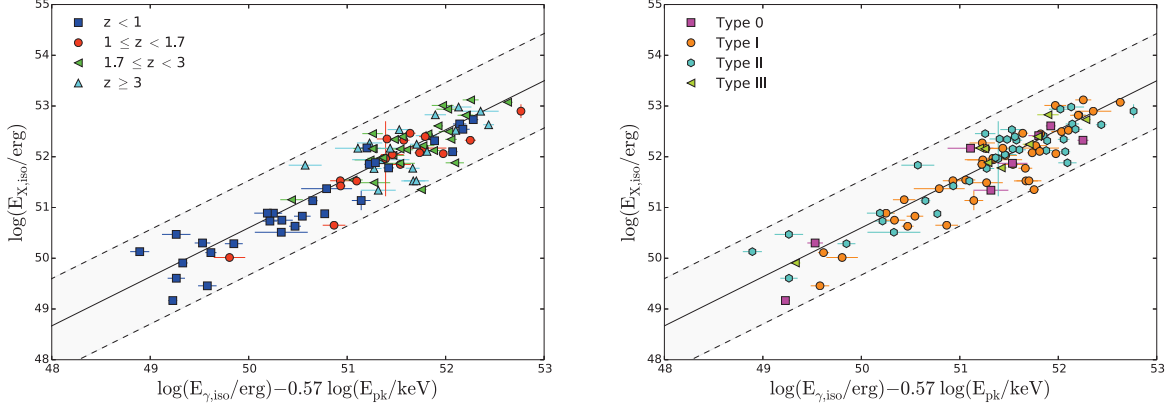 55
54
53
52
51
50
49
48
48
49
50
51
52
53
log(E_X,iso/erg)
log(E_γ,iso/erg)−0.57 log(E_pk/keV)
z < 1
1 ≤ z < 1.7
1.7 ≤ z < 3
z ≥ 3
55
54
53
52
51
50
49
48
48
49
50
51
52
53
log(E_X,iso/erg)
log(E_γ,iso/erg)−0.57 log(E_pk/keV)
Type 0
Type I
Type II
Type III